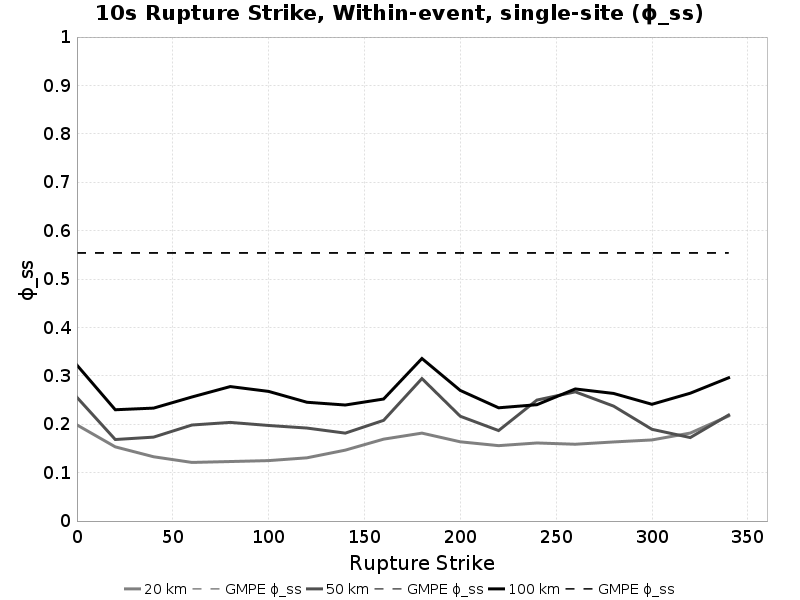 10s Rupture Strike, Within-event, single-site (ϕ_ss)
1
0.9
0.8
0.7
0.6
0.5
0.4
0.3
0.2
0.1
0
ϕ_ss
0 50 100 150 200 250 300 350
Rupture Strike
20 km GMPE ϕ_ss 50 km GMPE ϕ_ss 100 km GMPE ϕ_ss